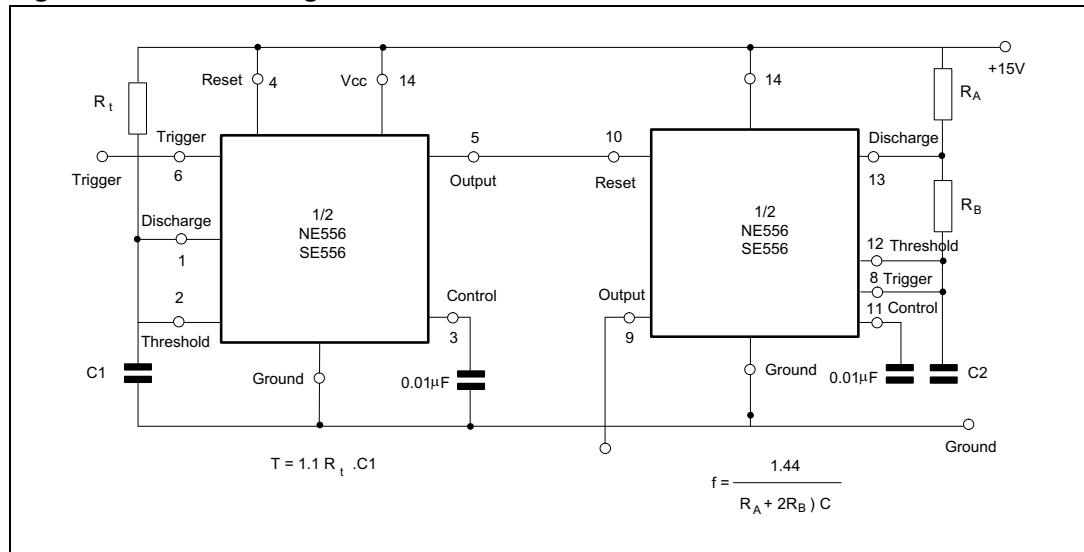 +15V
Reset 4
Vcc 14
14
R t
R A
Trigger
6
Trigger
5
Output
10
Reset
Discharge
13
1/2
NE556
SE556
1/2
NE556
SE556
R B
Discharge
1
12 Threshold
8 Trigger
11 Control
2
Threshold
Control
3
Output
9
C1
Ground
0.01μF
Ground
0.01μF
C2
Ground
T = 1.1 R t .C1
f = 1.44
R A + 2R B ) C